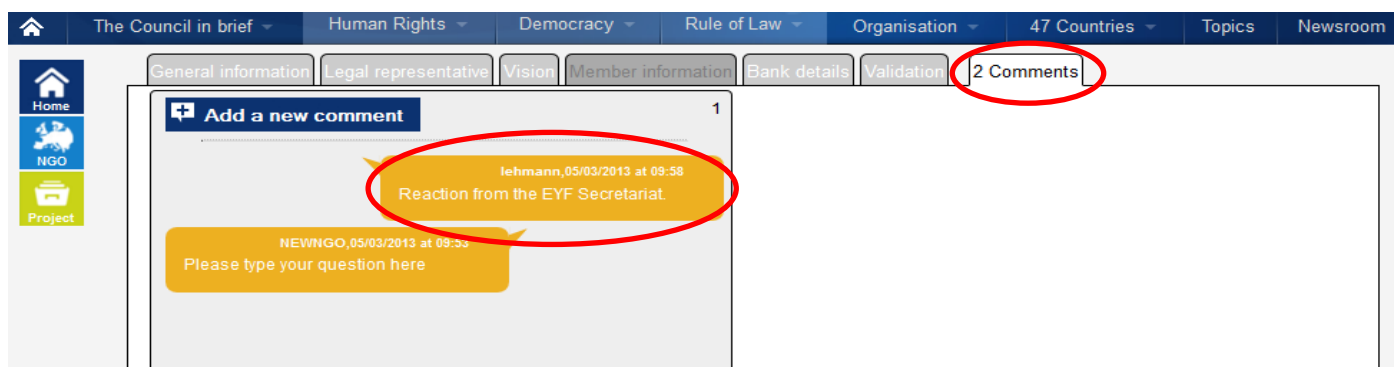 The Council in brief Human Rights Democracy Rule of Law Organisation 47 Countries Topics Newsroom
General information Legal representative Vision Member information Bank details Validation 2 Comments
Home
NGO
Project
Add a new comment 1
lehmann,05/03/2013 at 09:58
Reaction from the EYF Secretariat.
NEWNGO,05/03/2013 at 09:53
Please type your question here